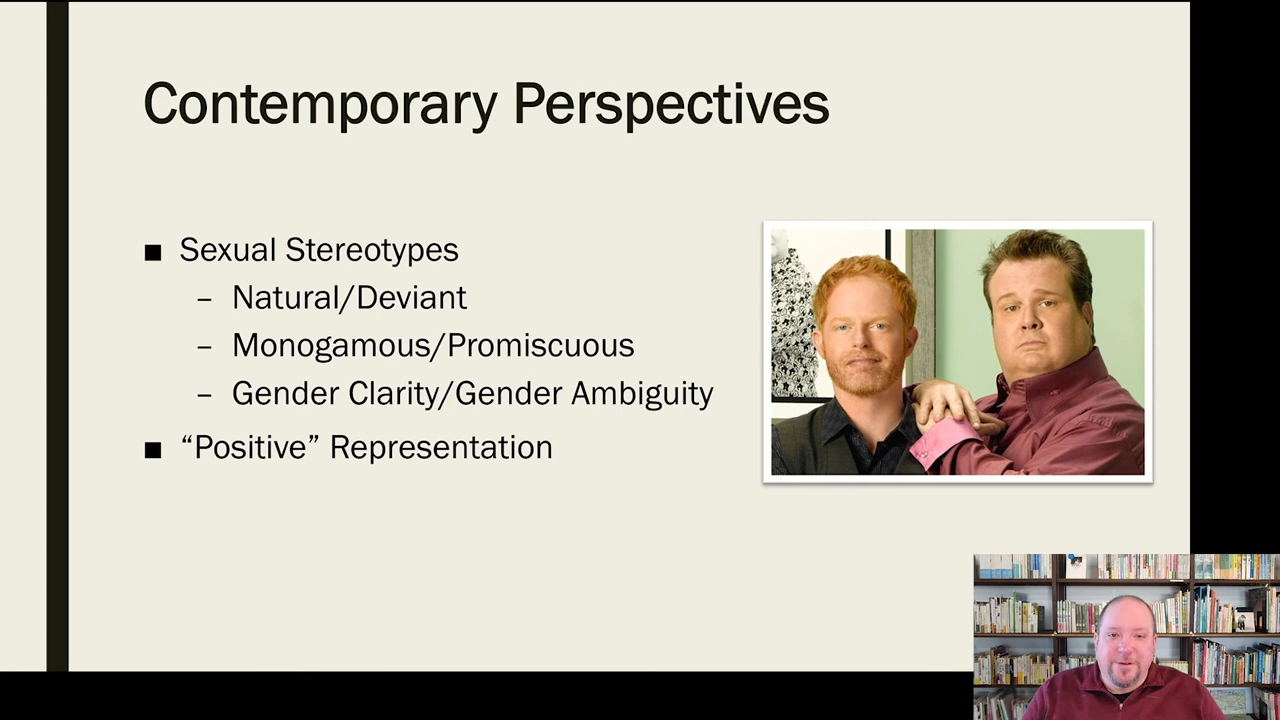 Contemporary Perspectives
■ Sexual Stereotypes
– Natural/Deviant
– Monogamous/Promiscuous
– Gender Clarity/Gender Ambiguity
■ “Positive” Representation